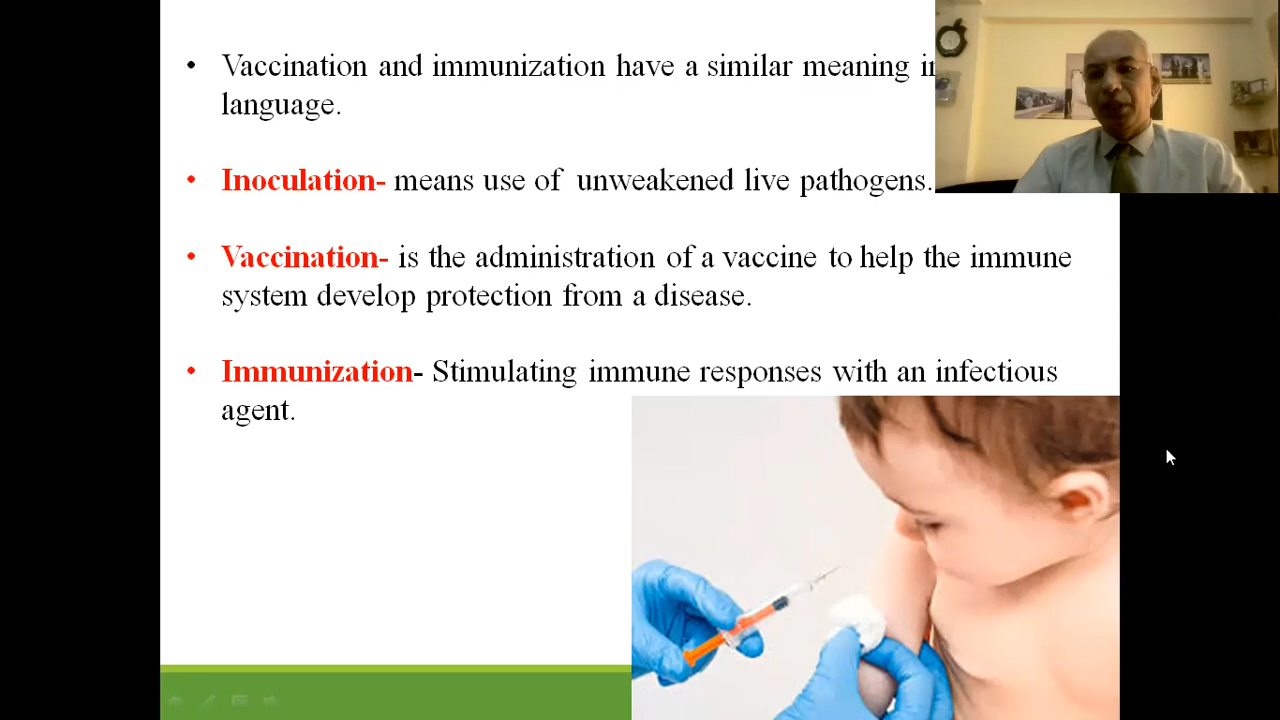 • Vaccination and immunization have a similar meaning
language.
• Inoculation- means use of unweakened live pathogens.
• Vaccination- is the administration of a vaccine to help the immune
system develop protection from a disease.
• Immunization- Stimulating immune responses with an infectious
agent.